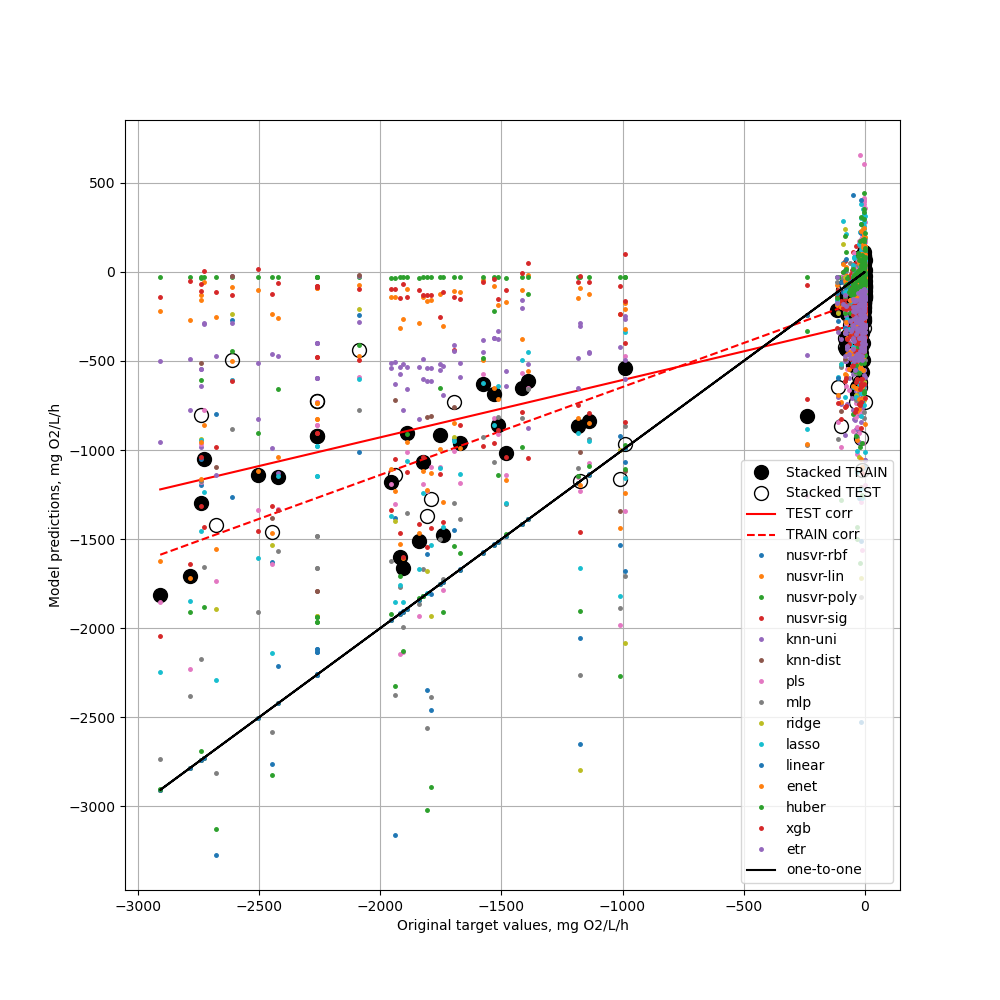 500
0
−500
−1000
−1500
−2000
−2500
−3000
Model predictions, mg O2/L/h
−3000 −2500 −2000 −1500 −1000 −500 0
Original target values, mg O2/L/h
Stacked TRAIN
Stacked TEST
TEST corr
TRAIN corr
nusvr-rbf
nusvr-lin
nusvr-poly
nusvr-sig
knn-uni
knn-dist
pls
mlp
ridge
lasso
linear
enet
huber
xgb
etr
one-to-one